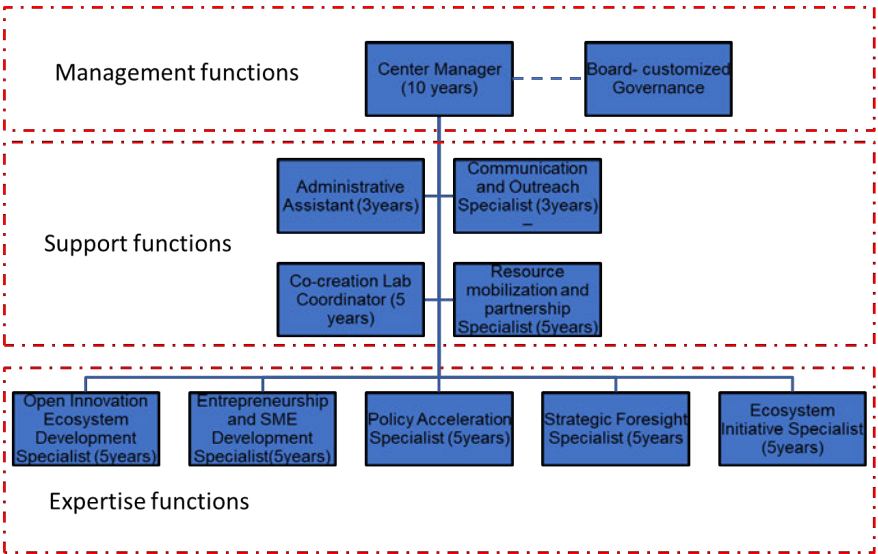 Management functions
Center Manager
(10 years)
Board- customized
Governance
Support functions
Administrative
Assistant (3years)
Communication
and Outreach
Specialist (3years)
–
Co-creation Lab
Coordinator (5
years)
Resource
mobilization and
partnership
Specialist (5years)
Open Innovation
Ecosystem
Development
Specialist (5years)
Entrepreneurship
and SME
Development
Specialist(5years)
Policy Acceleration
Specialist (5years)
Strategic Foresight
Specialist (5years
Ecosystem
Initiative Specialist
(5years)
Expertise functions